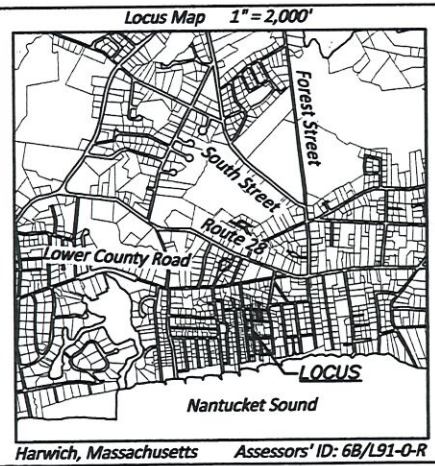 Locus Map 1" = 2,000'
Forest Street
South Street
Route 28
Lower County Road
LOCUS
Nantucket Sound
Harwich, Massachusetts Assessors' ID: 6B/L91-0-R